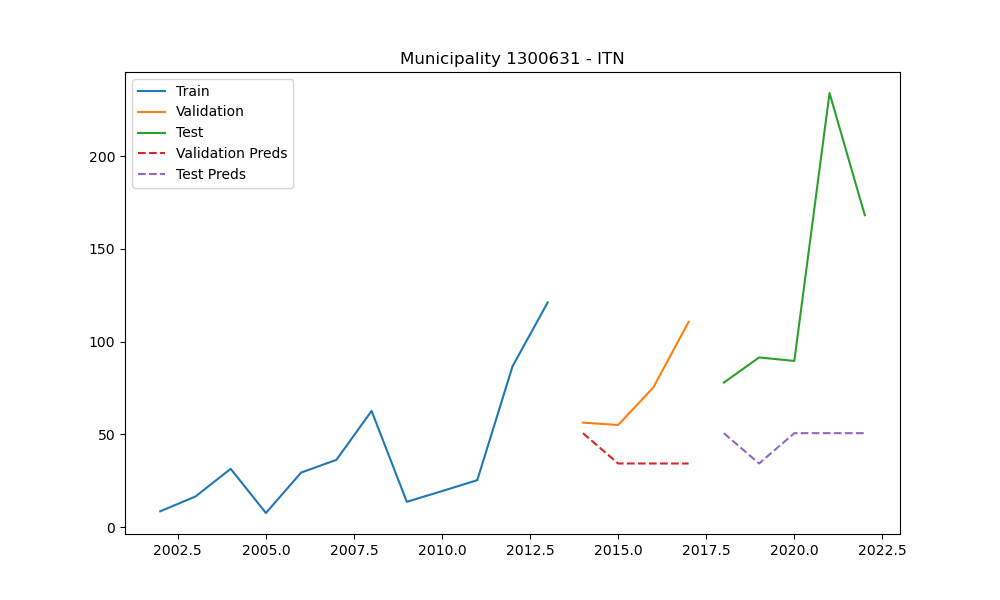 Municipality 1300631 - ITN
Train
Validation
Test
Validation Preds
Test Preds
200
150
100
50
0
2002.5 2005.0 2007.5 2010.0 2012.5 2015.0 2017.5 2020.0 2022.5